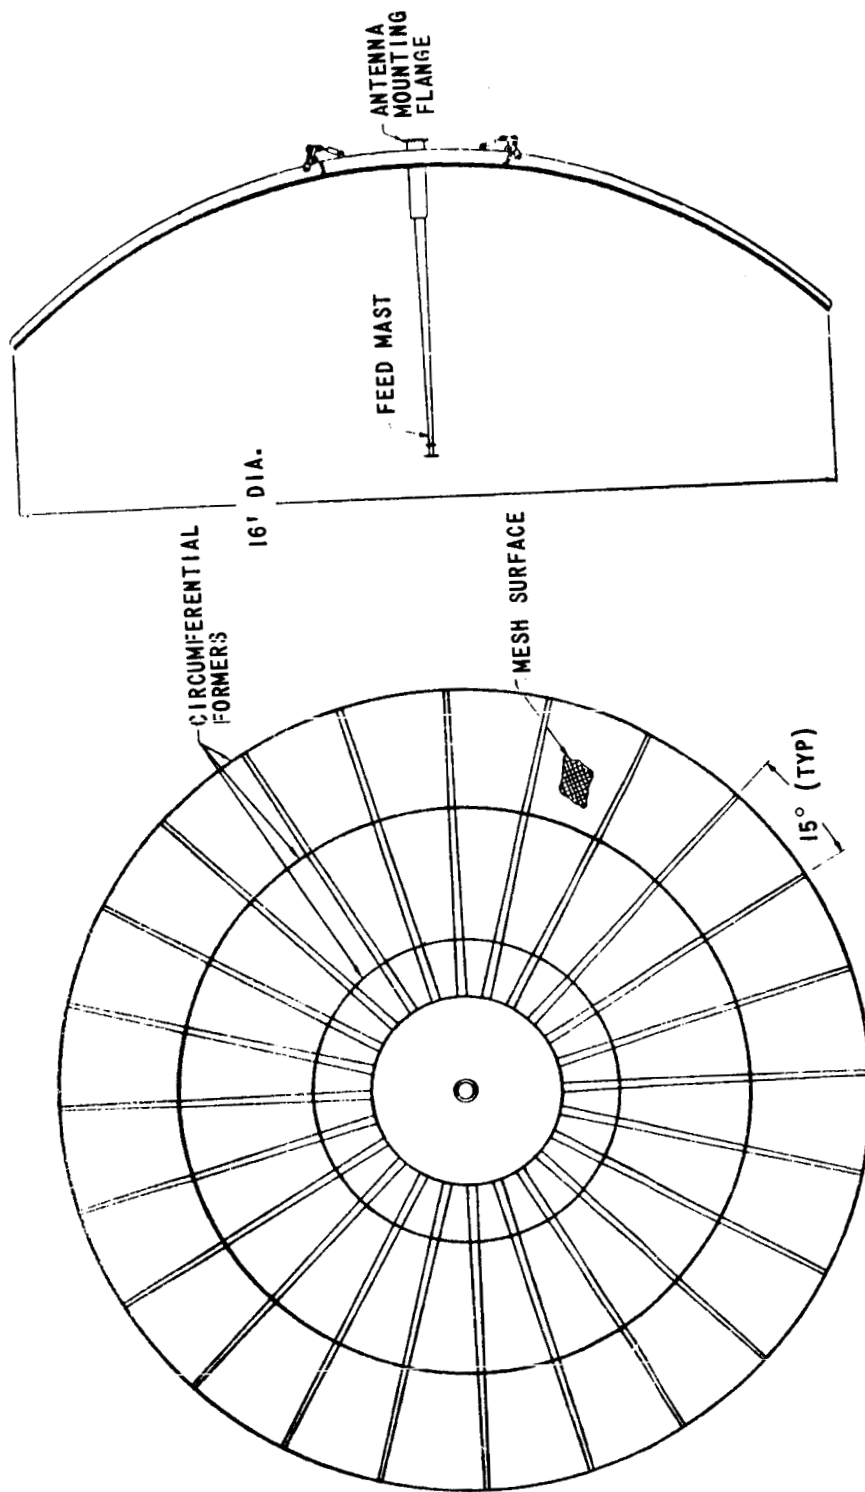 CIRCUMFERENTIAL
FORMERS
MESH SURFACE
15° (TYP)
16' DIA.
FEED MAST
ANTENNA
MOUNTING
FLANGE